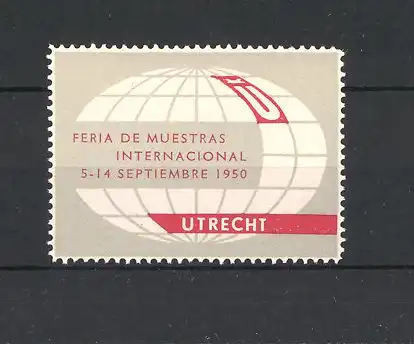 FERIA DE MUESTRAS
INTERNACIONAL
5-14 SEPTIEMBRE 1950
UTRECHT